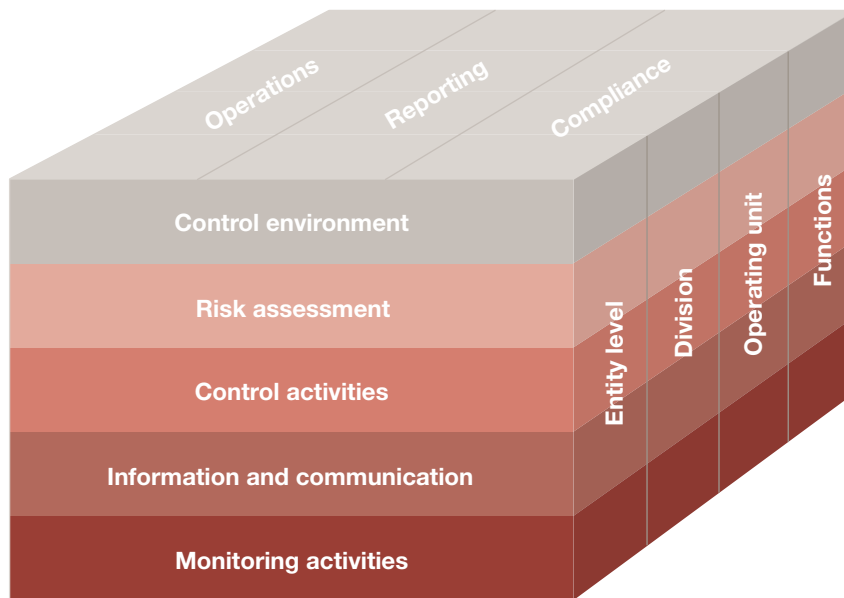 Operations
Reporting
Compliance
Control environment
Risk assessment
Control activities
Information and communication
Monitoring activities
Entity level
Division
Operating unit
Functions